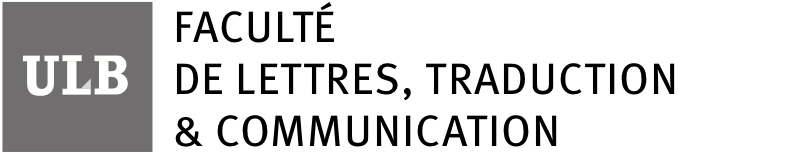 ULB
FACULTÉ
DE LETTRES, TRADUCTION
& COMMUNICATION